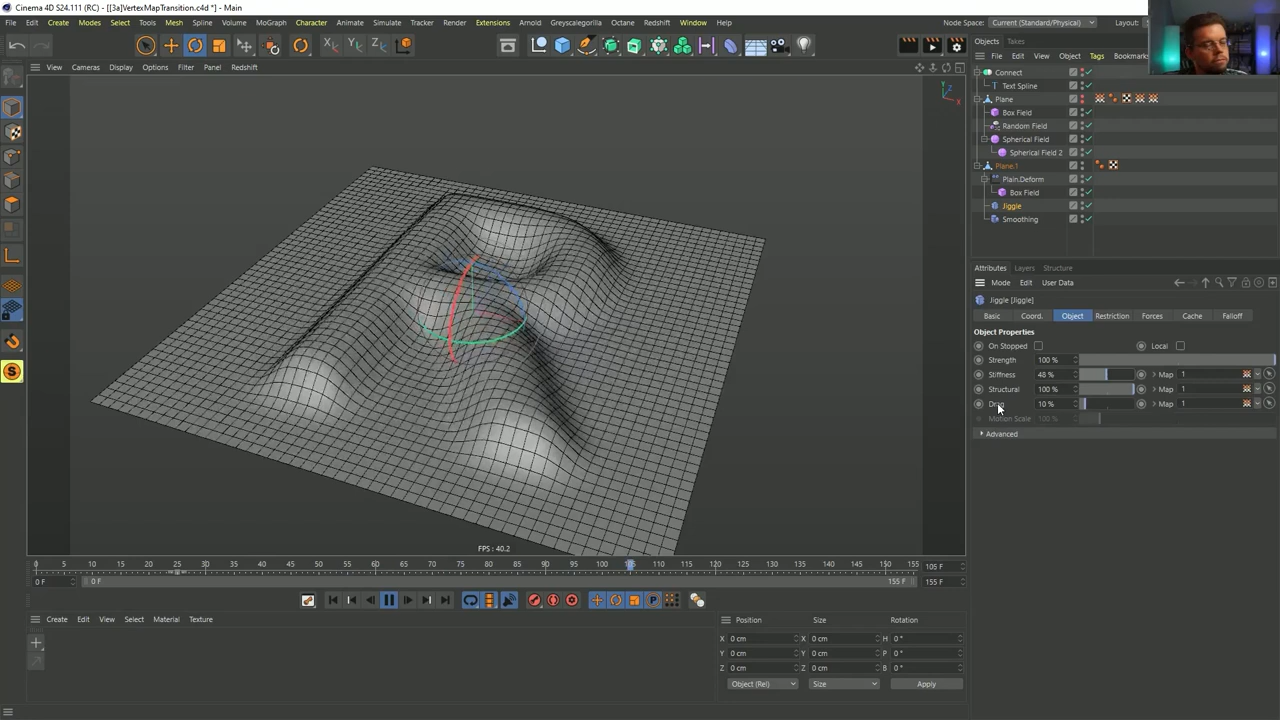 Cinema 4D S24.111 (RC) - [[3a]VertexMapTransition.c4d *] - Main
File Edit Create Modes Select Tools Mesh Spline Volume MoGraph Character Animate Simulate Tracker Render Extensions Octane Greyscalegorilla Redshift Window Help Node Space: Current (Standard/Physical) Layout:
Objects Takes
View Cameras Display Options Filter Panel Redshift File Edit View Object Tags Bookmarks
Y Z X
Connect
Text Spline
Plane
Box Field
Random Field
Spherical Field
Spherical Field 2
Plane.1
Plain.Deform
Box Field
Jiggle
Smoothing
Attributes Layers Structure
Mode Edit User Data
Jiggle [Jiggle]
Basic Coord. Object Restriction Forces Cache Falloff
Object Properties
On Stopped Local
Strength 100 %
Stiffness 48 % Map 1
Structural 100 % Map 1
Drag 10 % Map 1
Motion Scale 100 %
Advanced
FPS : 40.2
0 5 10 15 20 25 30 35 40 45 50 55 60 65 70 75 80 85 90 95 100 105 110 115 120 125 130 135 140 145 150 155 105 F
0 F 0 F 155 F 155 F
Create Edit View Select Material Texture Position Size Rotation
X 0 cm X 0 cm H 0 °
Y 0 cm Y 0 cm P 0 °
Z 0 cm Z 0 cm B 0 °
Object (Rel) Size Apply